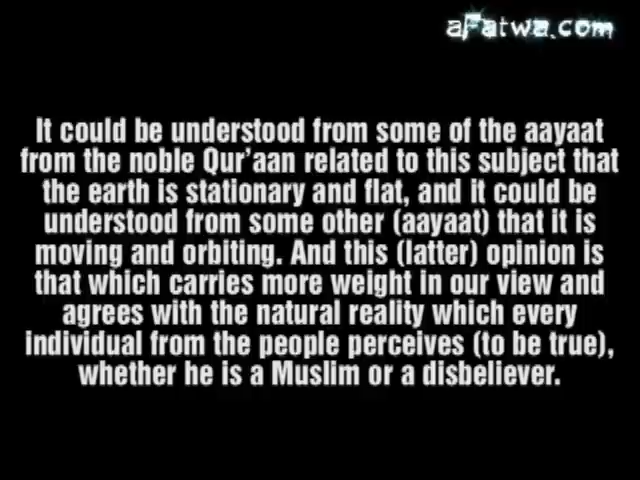 aFatwa.com
It could be understood from some of the aayaat
from the noble Qur'aan related to this subject that
the earth is stationary and flat, and it could be
understood from some other (aayaat) that it is
moving and orbiting. And this (latter) opinion is
that which carries more weight in our view and
agrees with the natural reality which every
individual from the people perceives (to be true),
whether he is a Muslim or a disbeliever.